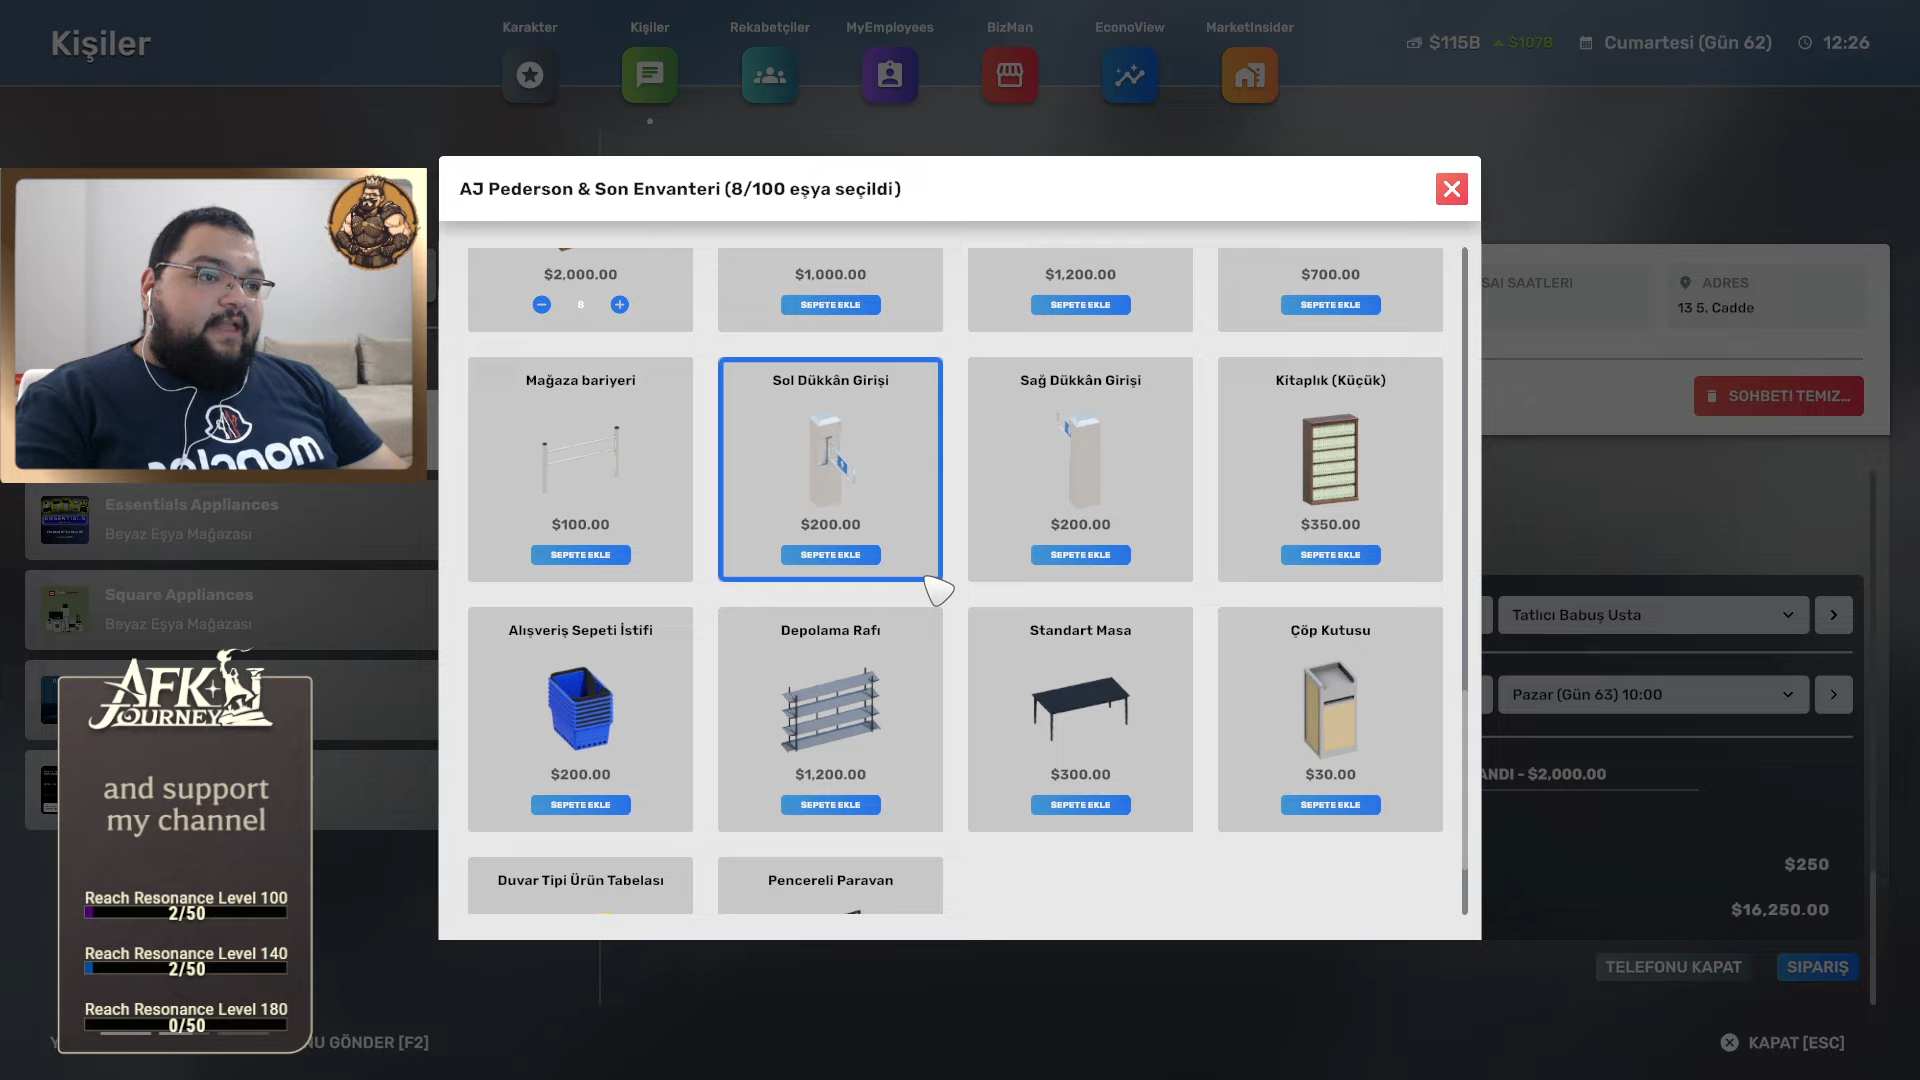 Kişiler
Karakter
Kişiler
Rekabetçiler
MyEmployees
BizMan
EconoView
MarketInsider
$115B
$107B
Cumartesi (Gün 62)
12:26
AJ Pederson & Son Envanteri (8/100 eşya seçildi)
$2,000.00
$1,000.00
$1,200.00
$700.00
8
SEPETE EKLE
SEPETE EKLE
SEPETE EKLE
Mağaza bariyeri
Sol Dükkân Girişi
Sağ Dükkân Girişi
Kitaplık (Küçük)
$100.00
$200.00
$200.00
$350.00
SEPETE EKLE
SEPETE EKLE
SEPETE EKLE
SEPETE EKLE
Alışveriş Sepeti İstifi
Depolama Rafı
Standart Masa
Çöp Kutusu
$200.00
$1,200.00
$300.00
$30.00
SEPETE EKLE
SEPETE EKLE
SEPETE EKLE
SEPETE EKLE
Duvar Tipi Ürün Tabelası
Pencereli Paravan
SAI SAATLERI
ADRES
13 5. Cadde
SOHBETI TEMIZ...
Tatlıcı Babuş Usta
Pazar (Gün 63) 10:00
ANDI - $2,000.00
$250
$16,250.00
TELEFONU KAPAT
SIPARIŞ
KAPAT [ESC]
Essentials Appliances
Beyaz Eşya Mağazası
Square Appliances
Beyaz Eşya Mağazası
AFK
JOURNEY
and support
my channel
Reach Resonance Level 100
2/50
Reach Resonance Level 140
2/50
Reach Resonance Level 180
0/50
NU GÖNDER [F2]